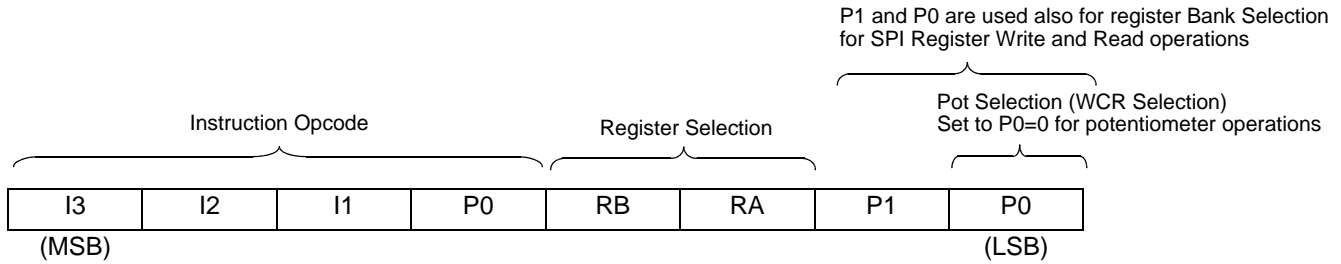 P1 and P0 are used also for register Bank Selection
for SPI Register Write and Read operations
Pot Selection (WCR Selection)
Set to P0=0 for potentiometer operations
Instruction Opcode
Register Selection
I3 I2 I1 P0 RB RA P1 P0
(MSB) (LSB)